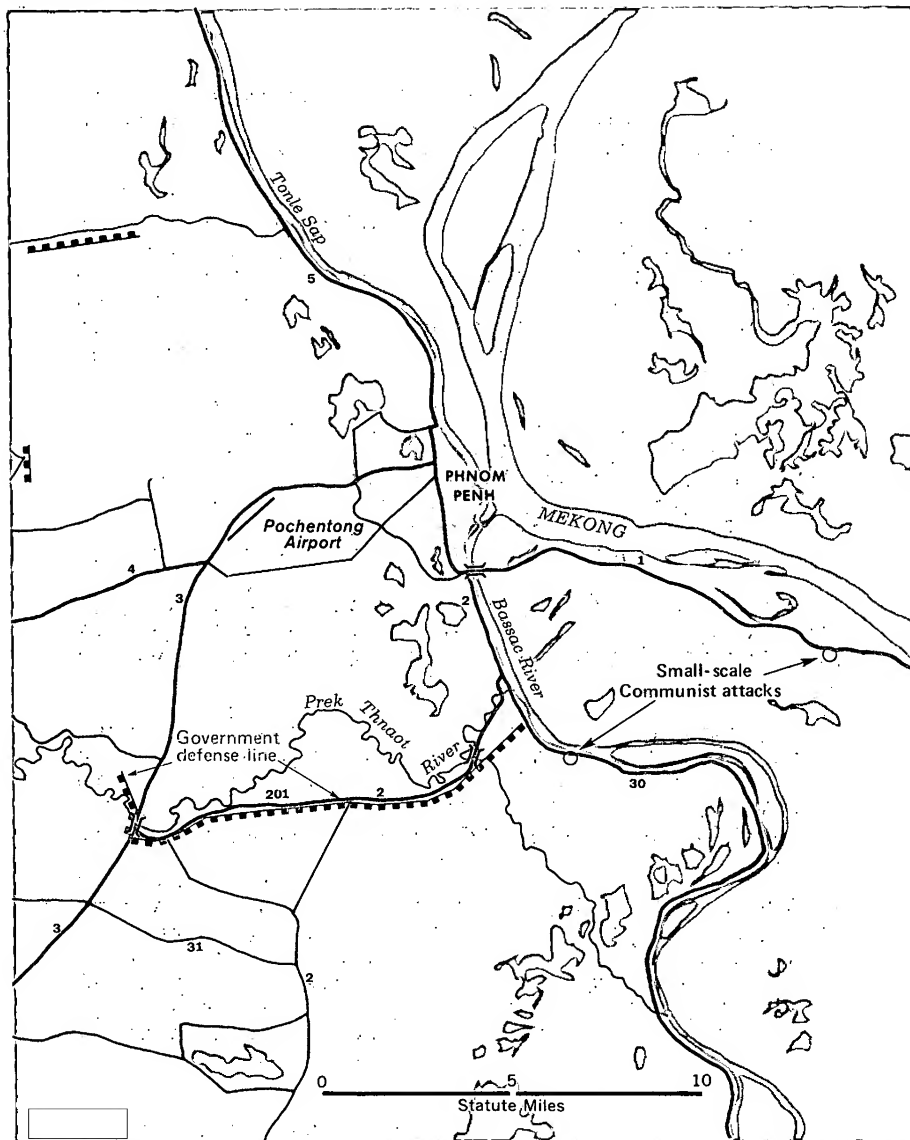 Tonle Sap
5
PHNOM
PENH
MEKONG
Pochentong
Airport
1
4
3
2
Bassac River
Small-scale
Communist attacks
Prek Thnaot River
Government
defense line
201
2
30
3
31
2
0 5 10
Statute Miles